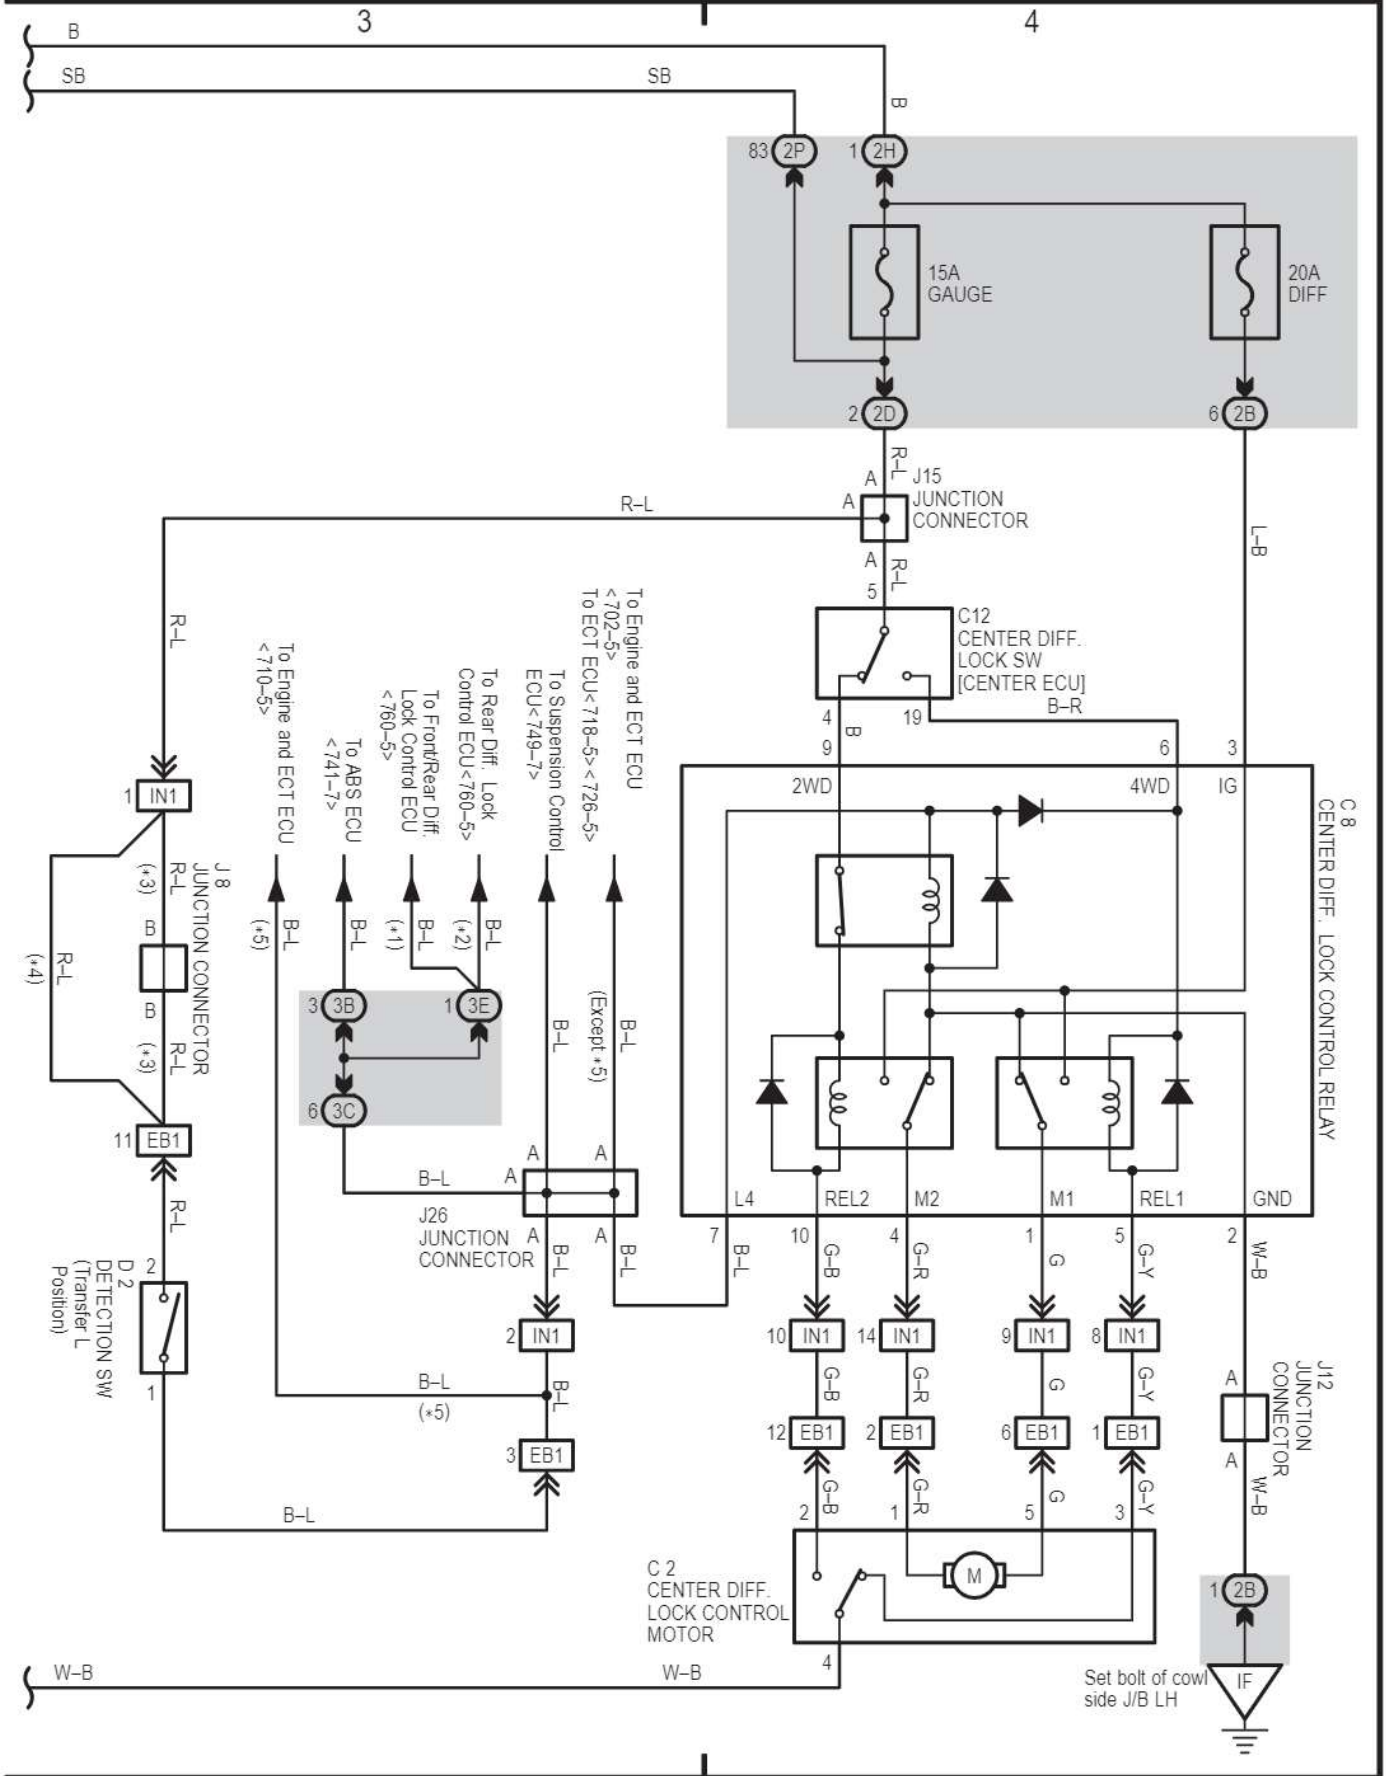 3
4
B
SB
SB
B
83
2P
1
2H
15A
GAUGE
20A
DIFF
2
2D
6
2B
R–L
A
J15
JUNCTION
CONNECTOR
A
R–L
A
R–L
5
L–B
C12
CENTER DIFF.
LOCK SW
[CENTER ECU]
4
B
19
B–R
9
6
3
2WD
4WD
IG
C 8
CENTER DIFF. LOCK CONTROL RELAY
R–L
To Engine and ECT ECU
<710–5>
To ABS ECU
<741–7>
To Front/Rear Diff.
Lock Control ECU
<760–5>
To Rear Diff. Lock
Control ECU<760–5>
To Suspension Control
ECU<749–7>
To Engine and ECT ECU
<702–5>
To ECT ECU<718–5><726–5>
1
IN1
R–L
(*3)
B
J 8
JUNCTION CONNECTOR
B
R–L
(*3)
R–L
(*4)
B–L
(*5)
B–L
B–L
(*1)
B–L
(*2)
B–L
B–L
(Except *5)
3
3B
1
3E
6
3C
11
EB1
R–L
A
A
A
B–L
J26
JUNCTION
CONNECTOR
A
A
B–L
B–L
L4
REL2
M2
M1
REL1
GND
7
10
4
1
5
2
B–L
G–B
G–R
G
G–Y
W–B
2
D 2
DETECTION SW
(Transfer L
Position)
1
2
IN1
10
IN1
14
IN1
9
IN1
8
IN1
B–L
(*5)
B–L
G–B
G–R
G
G–Y
A
J12
JUNCTION
CONNECTOR
A
W–B
3
EB1
12
EB1
2
EB1
6
EB1
1
EB1
G–B
G–R
G
G–Y
B–L
2
1
5
3
C 2
CENTER DIFF.
LOCK CONTROL
MOTOR
M
4
1
2B
W–B
W–B
Set bolt of cowl
side J/B LH
IF